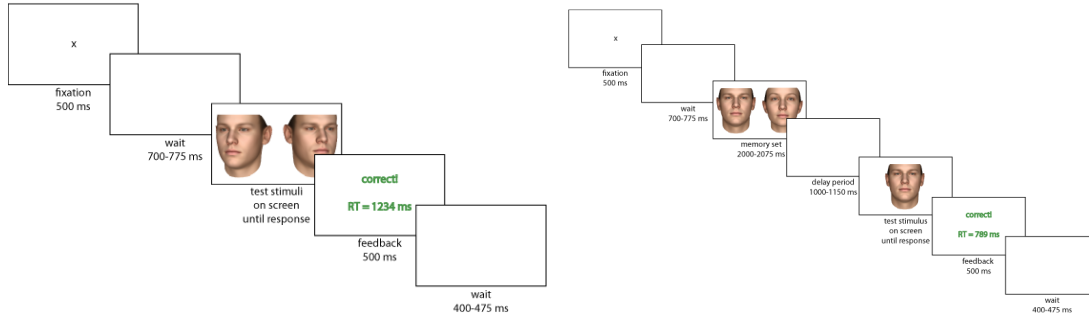 x
fixation
500 ms
wait
700-775 ms
test stimuli
on screen
until response
correct!
RT = 1234 ms
feedback
500 ms
wait
400-475 ms
x
fixation
500 ms
wait
700-775 ms
memory set
2000-2075 ms
delay period
1000-1150 ms
test stimulus
on screen
until response
correct!
RT = 789 ms
feedback
500 ms
wait
400-475 ms